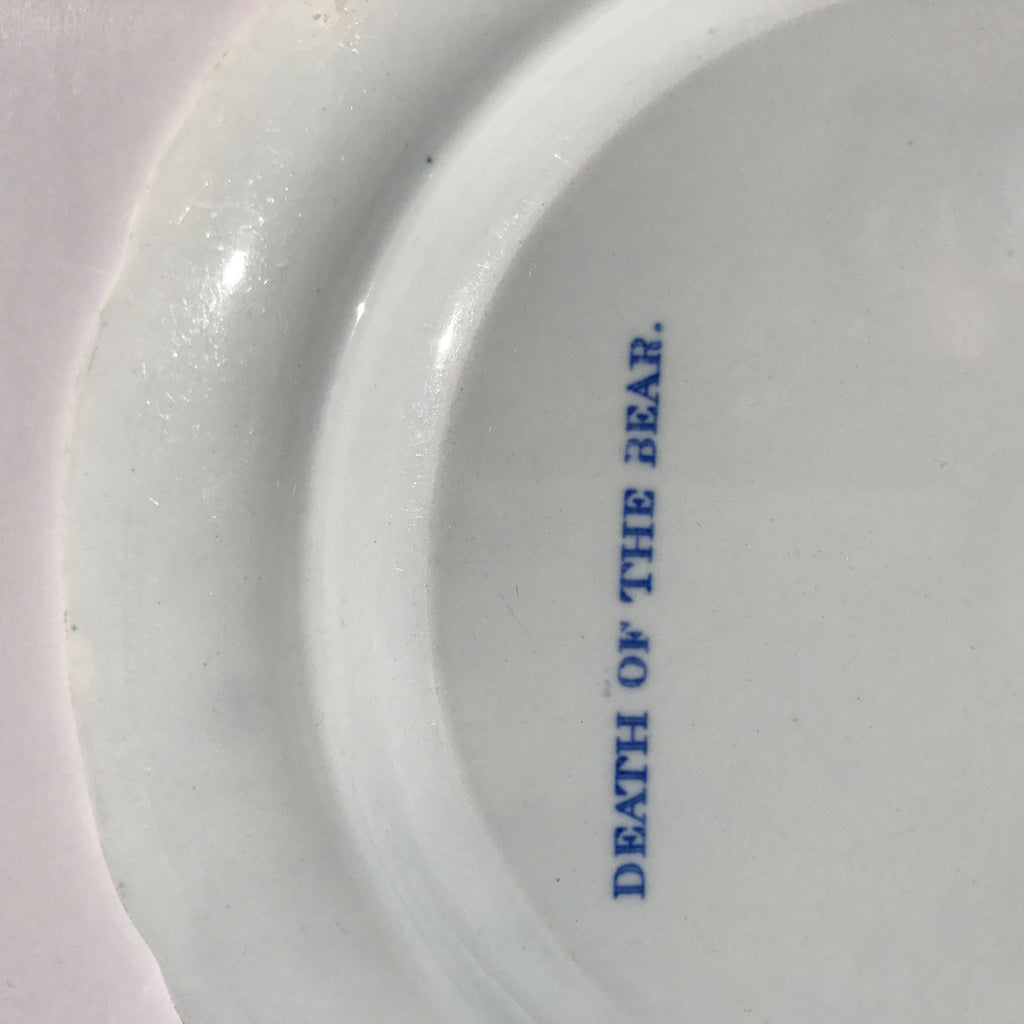 DEATH OF THE BEAR.